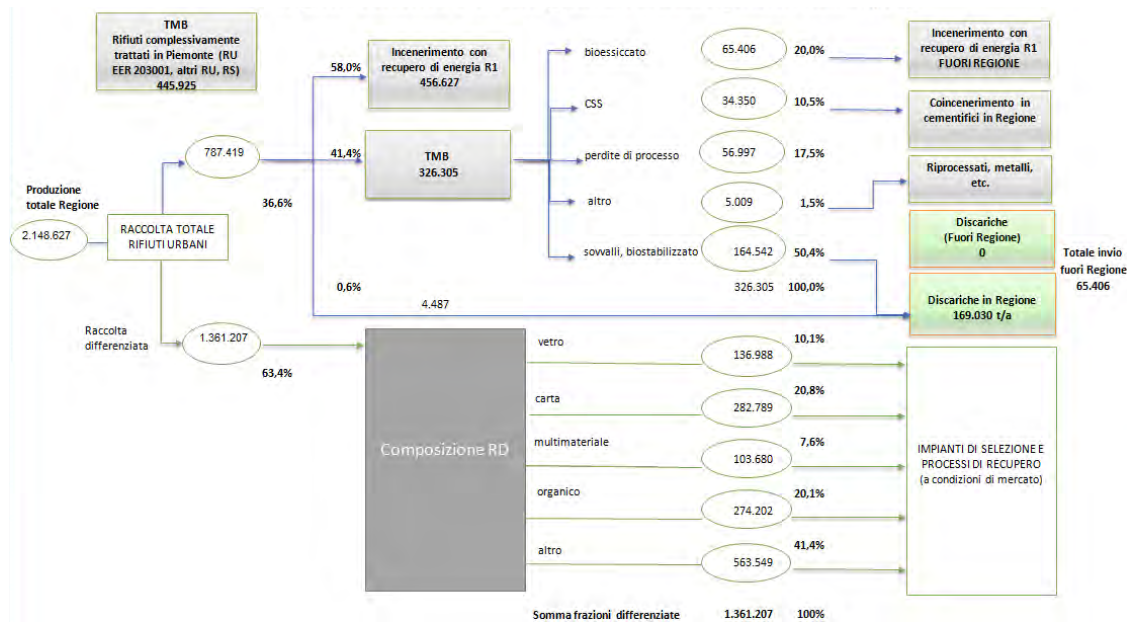 TMB
Rifiuti complessivamente
trattati in Piemonte (RU
EER 203001, altri RU, RS)
445.925
58,0%
Incenerimento con
recupero di energia R1
456.627
bioessiccato
65.406
20,0%
Incenerimento con
recupero di energia R1
FUORI REGIONE
CSS
34.350
10,5%
Coincenerimento in
cementifici in Regione
787.419
41,4%
TMB
326.305
perdite di processo
56.997
17,5%
Riprocessati, metalli,
etc.
altro
5.009
1,5%
Produzione
totale Regione
36,6%
2.148.627
RACCOLTA TOTALE
RIFIUTI URBANI
Discariche
(Fuori Regione)
0
sovvalli, biostabilizzato
164.542
50,4%
Totale invio
fuori Regione
65.406
0,6%
326.305
100,0%
4.487
Discariche in Regione
169.030 t/a
Raccolta
differenziata
1.361.207
63,4%
Composizione RD
vetro
136.988
10,1%
carta
282.789
20,8%
multimateriale
103.680
7,6%
organico
274.202
20,1%
altro
563.549
41,4%
IMPIANTI DI SELEZIONE E
PROCESSI DI RECUPERO
(a condizioni di mercato)
Somma frazioni differenziate
1.361.207
100%